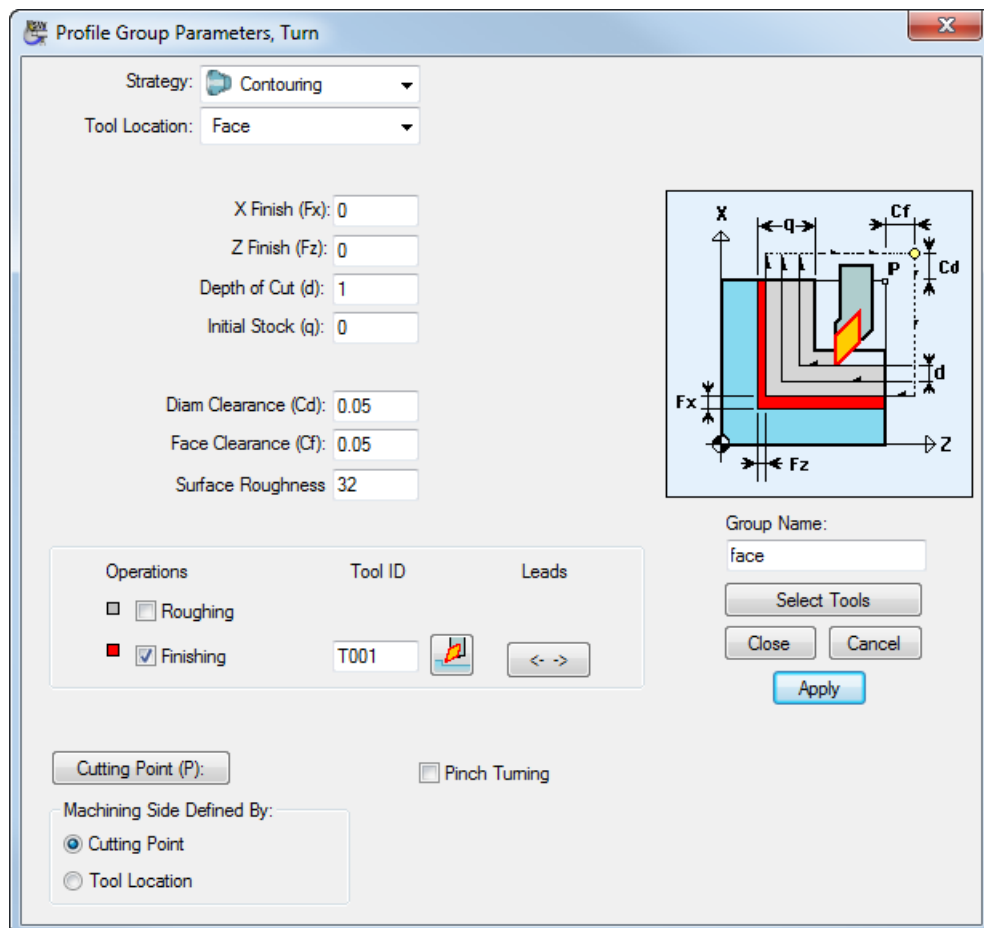 Profile Group Parameters, Turn
X
Strategy: Contouring
Tool Location: Face
X Finish (Fx): 0
Z Finish (Fz): 0
Depth of Cut (d): 1
Initial Stock (q): 0
Diam Clearance (Cd): 0.05
Face Clearance (Cf): 0.05
Surface Roughness 32
X q Cf
P Cd
d
Fx
Z
Fz
Group Name:
face
Select Tools
Close Cancel
Apply
Operations Tool ID Leads
Roughing
Finishing T001 <- ->
Cutting Point (P): Pinch Turning
Machining Side Defined By:
Cutting Point
Tool Location